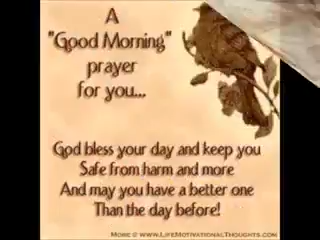 A
"Good Morning"
prayer
for you...
God bless your day and keep you
Safe from harm and more
And may you have a better one
Than the day before!
More @ www.LifeMotivationalThoughts.com